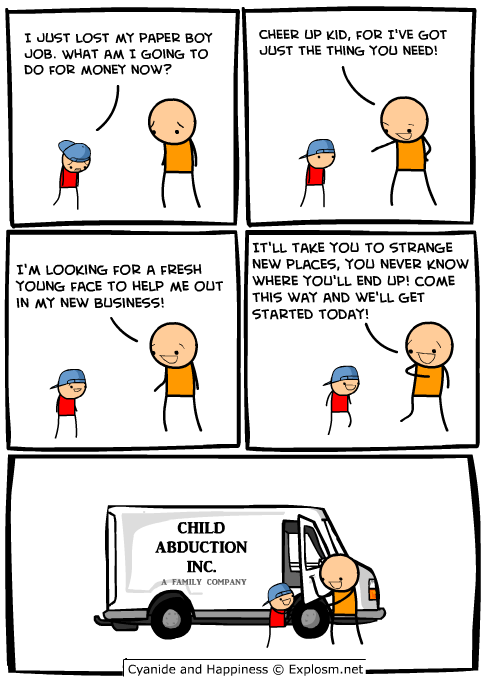 I JUST LOST MY PAPER BOY
JOB. WHAT AM I GOING TO
DO FOR MONEY NOW?
CHEER UP KID, FOR I'VE GOT
JUST THE THING YOU NEED!
I'M LOOKING FOR A FRESH
YOUNG FACE TO HELP ME OUT
IN MY NEW BUSINESS!
IT'LL TAKE YOU TO STRANGE
NEW PLACES, YOU NEVER KNOW
WHERE YOU'LL END UP! COME
THIS WAY AND WE'LL GET
STARTED TODAY!
CHILD
ABDUCTION
INC.
A FAMILY COMPANY
Cyanide and Happiness © Explosm.net